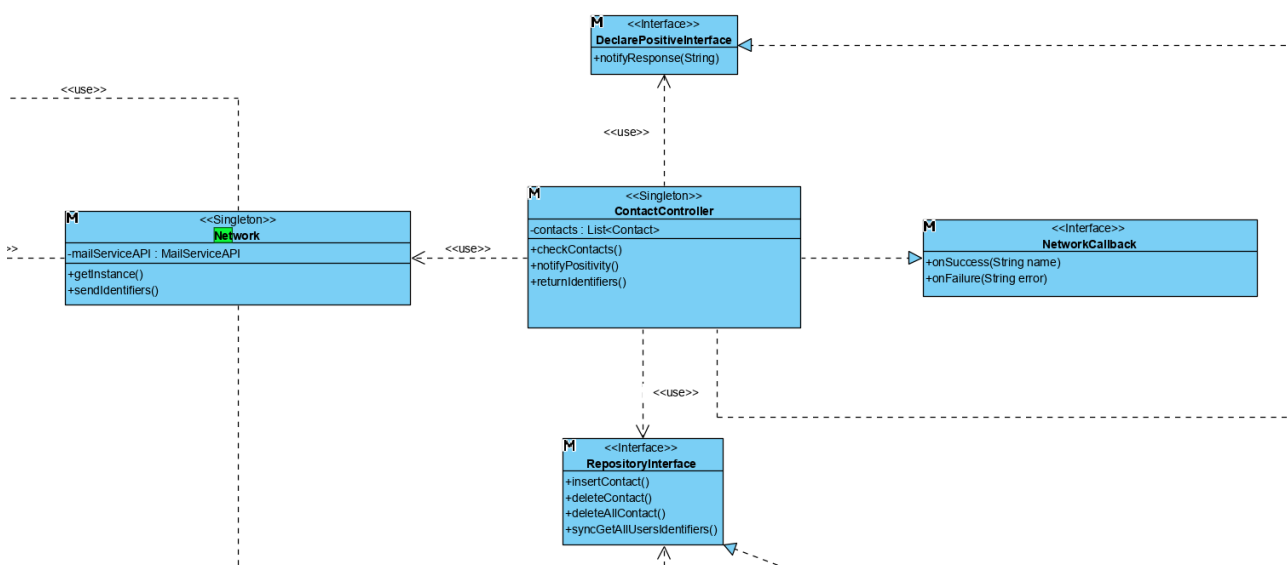 M
<<Interface>>
DeclarePositiveInterface
+notifyResponse(String)
<<use>>
<<use>>
M
<<Singleton>>
Network
-mailServiceAPI : MailServiceAPI
+getInstance()
+sendIdentifiers()
>>
<<use>>
M
<<Singleton>>
ContactController
-contacts : List<Contact>
+checkContacts()
+notifyPositivity()
+returnIdentifiers()
M
<<Interface>>
NetworkCallback
+onSuccess(String name)
+onFailure(String error)
<<use>>
M
<<Interface>>
RepositoryInterface
+insertContact()
+deleteContact()
+deleteAllContact()
+syncGetAllUsersIdentifiers()